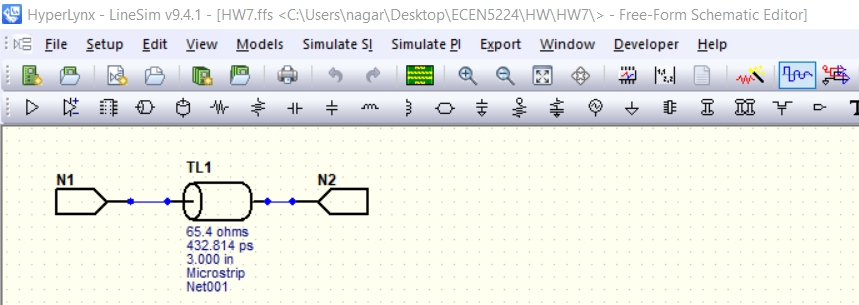 HyperLynx - LineSim v9.4.1 - [HW7.ffs <C:\Users\nagar\Desktop\ECEN5224\HW\HW7\> - Free-Form Schematic Editor]
File Setup Edit View Models Simulate SI Simulate PI Export Window Developer Help
TL1
N1
N2
65.4 ohms
432.814 ps
3.000 in
Microstrip
Net001